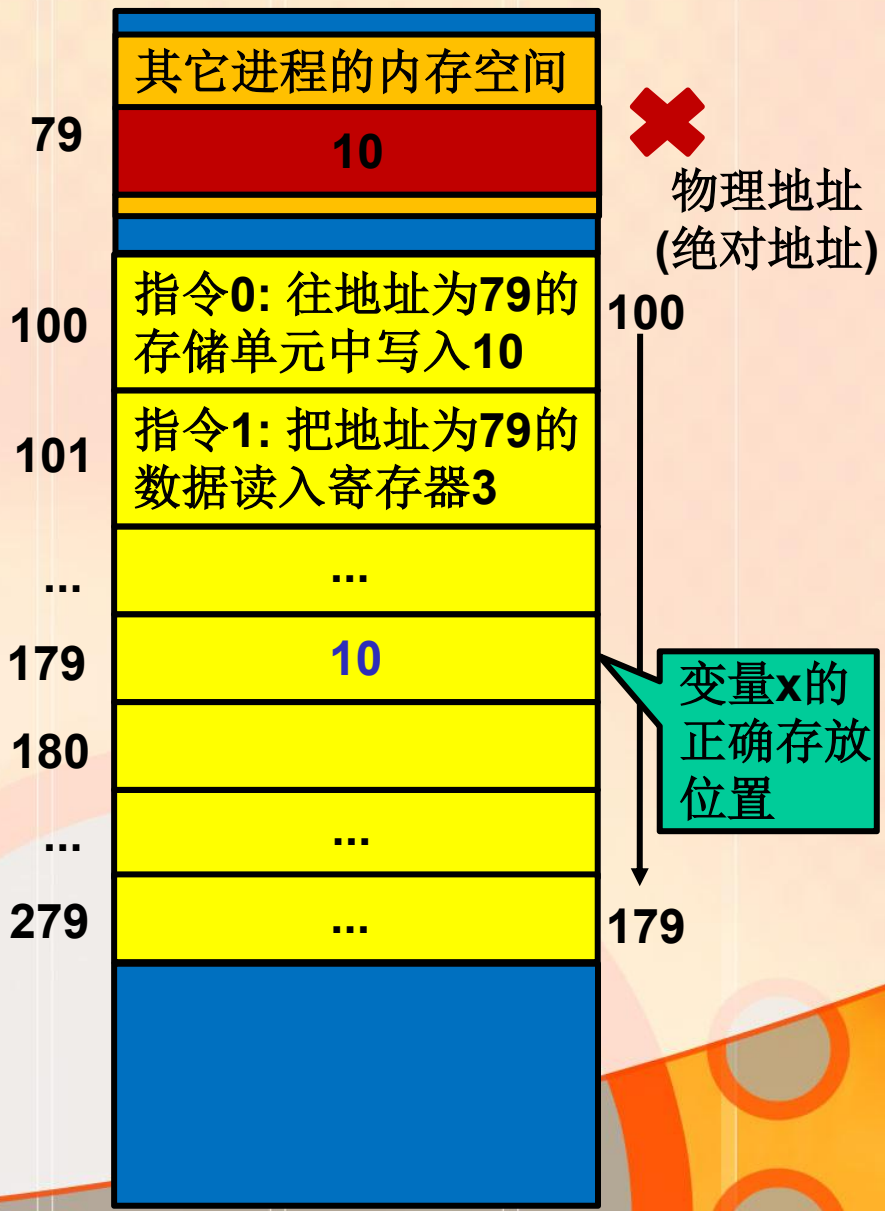 其它进程的内存空间
79
10
物理地址
(绝对地址)
100
指令0: 往地址为79的
存储单元中写入10
100
101
指令1: 把地址为79的
数据读入寄存器3
...
...
179
10
变量x的
正确存放
位置
180
...
...
279
...
179